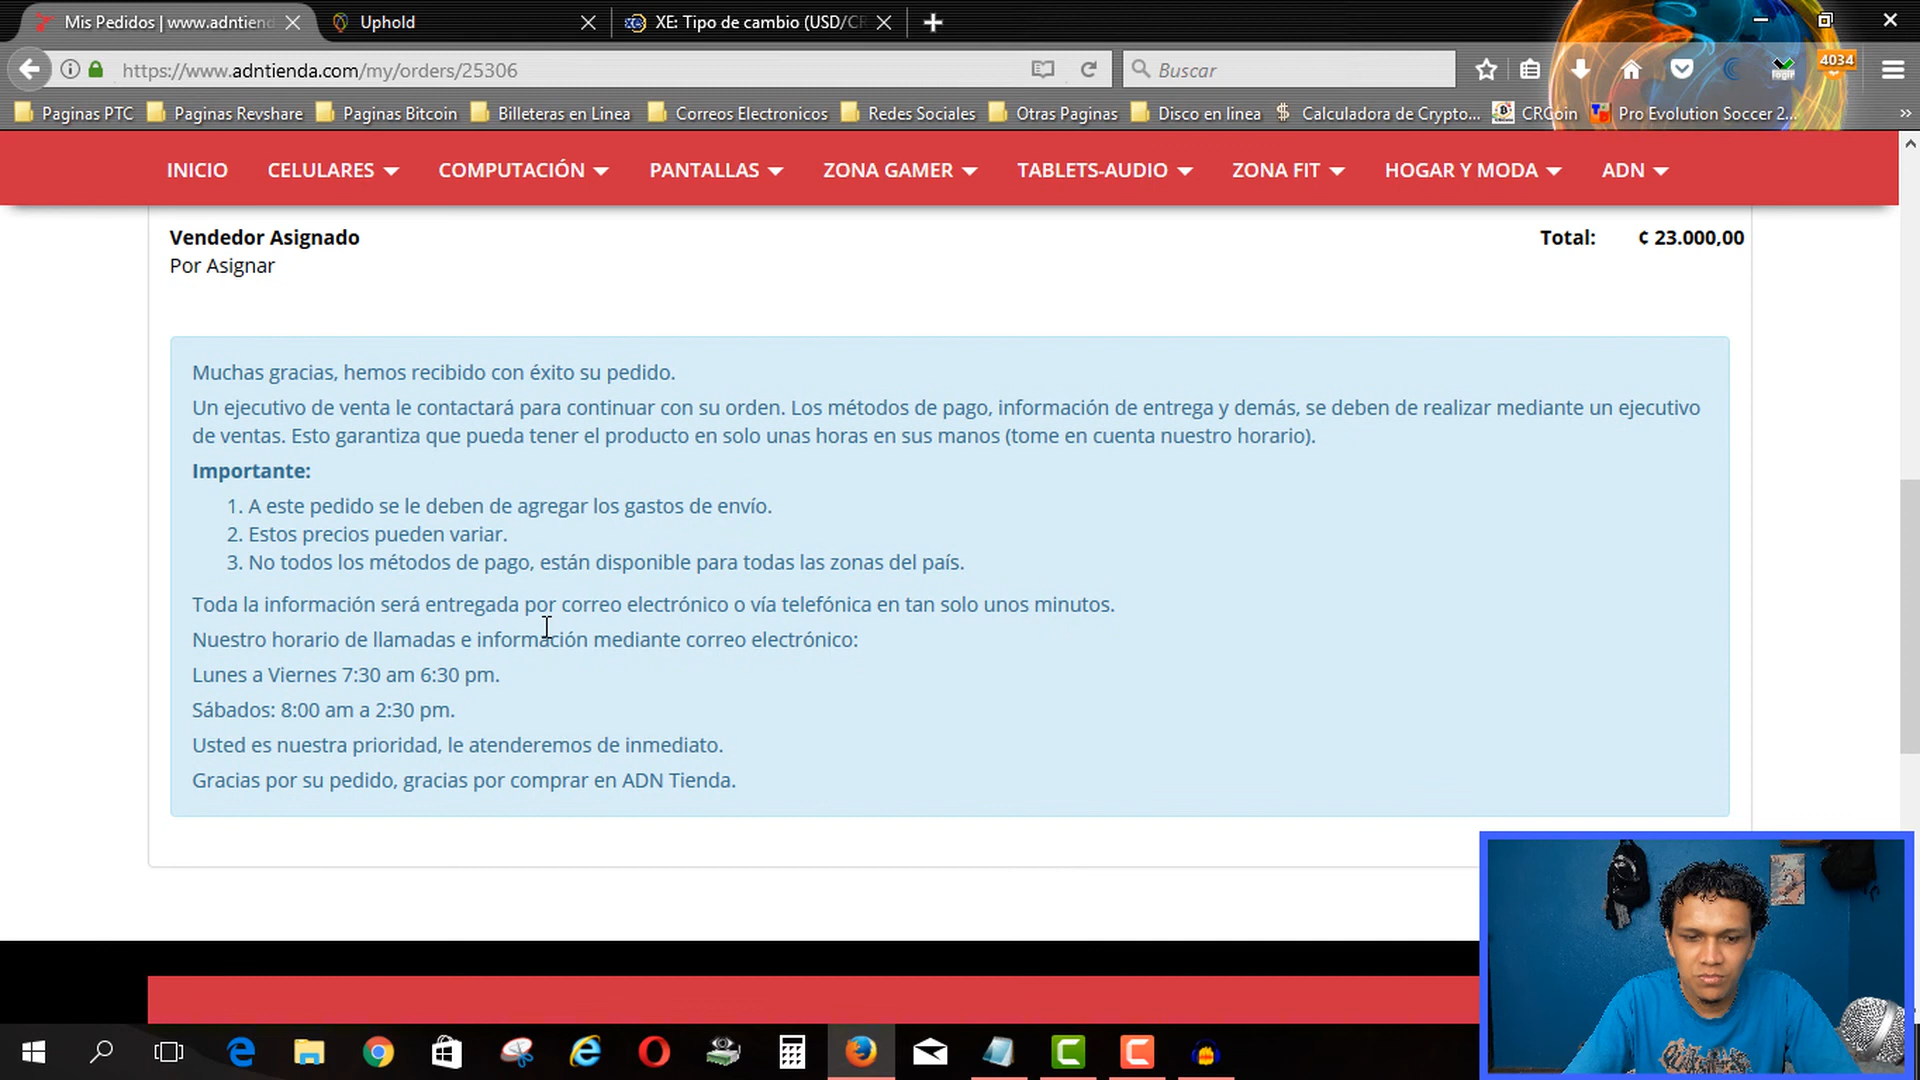 Mis Pedidos | www.adntiend
Uphold
XE: Tipo de cambio (USD/CR
https://www.adntienda.com/my/orders/25306
Buscar
login
4034
Paginas PTC
Paginas Revshare
Paginas Bitcoin
Billeteras en Linea
Correos Electronicos
Redes Sociales
Otras Paginas
Disco en linea
Calculadora de Crypto...
CRCoin
Pro Evolution Soccer 2...
INICIO
CELULARES
COMPUTACIÓN
PANTALLAS
ZONA GAMER
TABLETS-AUDIO
ZONA FIT
HOGAR Y MODA
ADN
Vendedor Asignado
Total: ¢ 23.000,00
Por Asignar
Muchas gracias, hemos recibido con éxito su pedido.
Un ejecutivo de venta le contactará para continuar con su orden. Los métodos de pago, información de entrega y demás, se deben de realizar mediante un ejecutivo
de ventas. Esto garantiza que pueda tener el producto en solo unas horas en sus manos (tome en cuenta nuestro horario).
Importante:
1. A este pedido se le deben de agregar los gastos de envío.
2. Estos precios pueden variar.
3. No todos los métodos de pago, están disponible para todas las zonas del país.
Toda la información será entregada por correo electrónico o vía telefónica en tan solo unos minutos.
Nuestro horario de llamadas e información mediante correo electrónico:
Lunes a Viernes 7:30 am 6:30 pm.
Sábados: 8:00 am a 2:30 pm.
Usted es nuestra prioridad, le atenderemos de inmediato.
Gracias por su pedido, gracias por comprar en ADN Tienda.